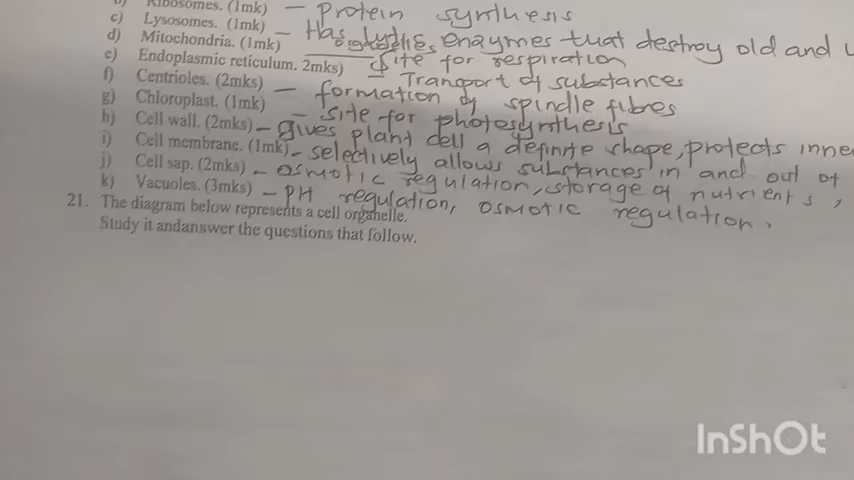 b) Ribosomes. (1mk) – protein synthesis
c) Lysosomes. (1mk) – Has lytic enzymes that destroy old and
d) Mitochondria. (1mk) – Site for respiration
e) Endoplasmic reticulum. 2mks) – Tranport of substances
f) Centrioles. (2mks) – formation of spindle fibres
g) Chloroplast. (1mk) – site for photosynthesis
h) Cell wall. (2mks) – gives plant cell a definite shape, protects inner
i) Cell membrane. (1mk) – selectively allows substances in and out of
j) Cell sap. (2mks) – osmotic regulation, storage of nutrients,
k) Vacuoles. (3mks) – PH regulation, osmotic regulation.
21. The diagram below represents a cell organelle.
Study it andanswer the questions that follow.
InShOt